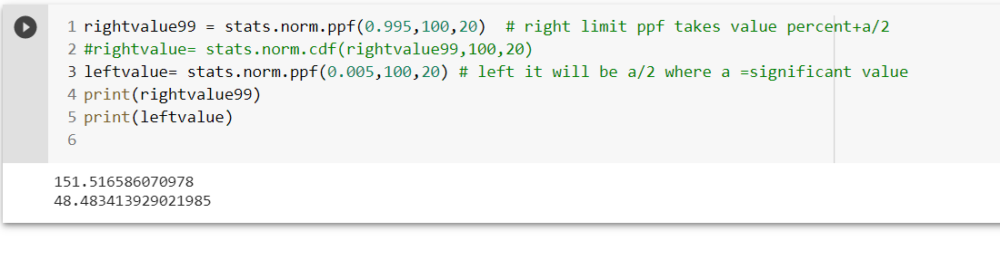 1 rightvalue99 = stats.norm.ppf(0.995,100,20)  # right limit ppf takes value percent+a/2
2 #rightvalue= stats.norm.cdf(rightvalue99,100,20)
3 leftvalue= stats.norm.ppf(0.005,100,20) # left it will be a/2 where a =significant value
4 print(rightvalue99)
5 print(leftvalue)
6
151.516586070978
48.483413929021985